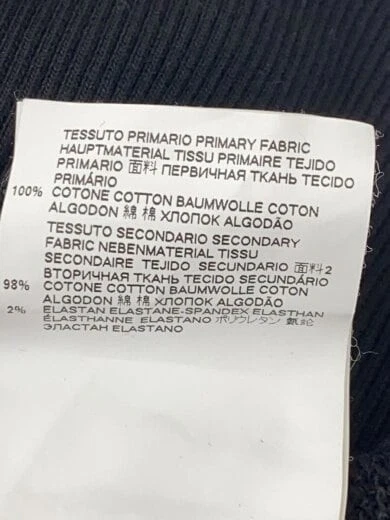 TESSUTO PRIMARIO PRIMARY FABRIC
HAUPTMATERIAL TISSU PRIMAIRE TEJIDO
PRIMARIO 面料 ПЕРВИЧНАЯ ТКАНЬ TECIDO
PRIMÁRIO
100% COTONE COTTON BAUMWOLLE COTON
ALGODON 綿 棉 ХЛОПОК ALGODÃO
TESSUTO SECONDARIO SECONDARY
FABRIC NEBENMATERIAL TISSU
SECONDAIRE TEJIDO SECUNDARIO 面料2
ВТОРИЧНАЯ ТКАНЬ TECIDO SECUNDÁRIO
98% COTONE COTTON BAUMWOLLE COTON
ALGODON 綿 棉 ХЛОПОК ALGODÃO
2% ELASTAN ELASTANE-SPANDEX ELASTHAN
ÉLASTHANNE ELASTANO ポリウレタン 氨纶
ЭЛАСТАН ELASTANO